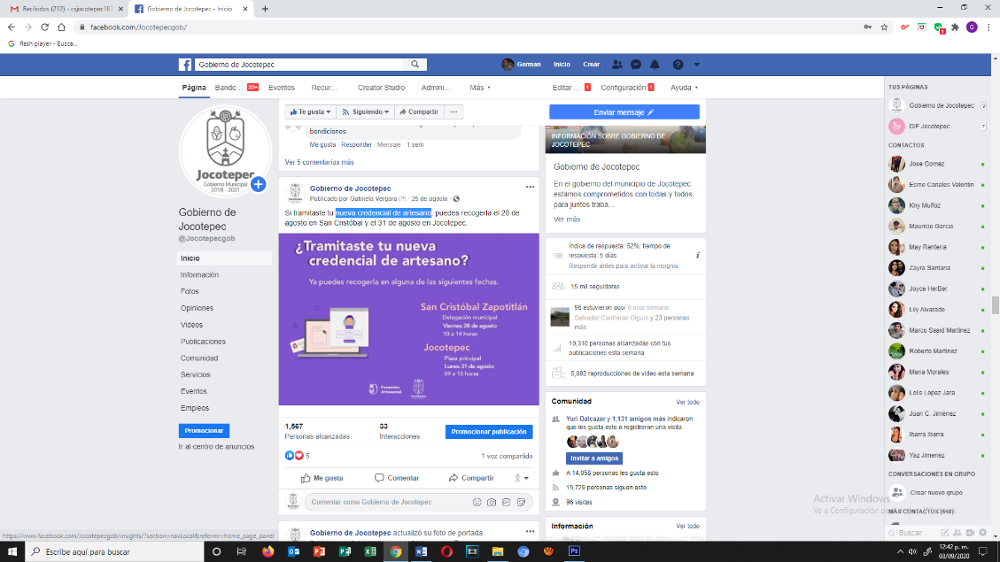 Recibidos (212) - csjocotepec182
Gobierno de Jocotepec - Inicio
facebook.com/Jocotepecgob/
flash player - Busca...
Gobierno de Jocotepec
German
Inicio
Crear
Página
Bande...
20+
Eventos
Recur...
Creator Studio
Admini...
Más
Editar ...
1
Configuración
1
Ayuda
Te gusta
Siguiendo
Compartir
Enviar mensaje
Jocotepec
Gobierno Municipal
2018 - 2021
Gobierno de
Jocotepec
@Jocotepecgob
Inicio
Información
Fotos
Opiniones
Videos
Publicaciones
Comunidad
Servicios
Eventos
Empleos
Promocionar
Ir al centro de anuncios
bendiciones
Me gusta · Responder · Mensaje · 1 sem
Ver 5 comentarios más
Gobierno de Jocotepec
Publicado por Gabriela Vergara [?] · 25 de agosto ·
Si tramitaste tu nueva credencial de artesano, puedes recogerla el 28 de
agosto en San Cristóbal y el 31 de agosto en Jocotepec.
¿Tramitaste tu nueva
credencial de artesano?
Ya puedes recogerla en alguna de las siguientes fechas.
San Cristóbal Zapotitlán
Delegación municipal
Viernes 28 de agosto
10 a 14 horas
Jocotepec
Plaza principal
Lunes 31 de agosto
09 a 15 horas
Fomento
Artesanal
Jocotepec
1,567
Personas alcanzadas
33
Interacciones
Promocionar publicación
5
1 vez compartido
Me gusta
Comentar
Compartir
Comentar como Gobierno de Jocotepec
Gobierno de Jocotepec actualizó su foto de portada.
INFORMACIÓN SOBRE GOBIERNO DE
JOCOTEPEC
Gobierno de Jocotepec
En el gobierno del municipio de Jocotepec
estamos comprometidos con todas y todos
para juntos traba...
Ver más
Índice de respuesta: 52%; tiempo de
respuesta: 5 días
Responde antes para activar la insignia
15 mil seguidores
96 estuvieron aquí 0 esta semana
Salvador Contreras Olguín y 23 personas
más
10,310 personas alcanzadas con tus
publicaciones esta semana
5,892 reproducciones de video esta semana
Comunidad
Ver todo
Yuri Balcazar y 1,131 amigos más indicaron
que les gusta esto o registraron una visita
Invitar a amigos
A 14,058 personas les gusta esto
15,729 personas siguen esto
96 visitas
Información
Ver todo
TUS PÁGINAS
Gobierno de Jocotepec
9
DIF Jocotepec
7
CONTACTOS
Jose Gomez
Esme Canales Valentin
Kny Muñoz
Mauricio Garcia
May Renteria
Zayra Santana
Joyce HerBer
Lily Alvarado
Marco Saaid Martinez
Roberto Martinez
Maria Morales
Lolis Lopez Jara
Juan C. Jiménez
Ibarra Ibarra
Yaz Jimenez
CONVERSACIONES EN GRUPO
Crear nuevo grupo
MÁS CONTACTOS (648)
Buscar
Activar Windows
Ve a Configuración
https://www.facebook.com/Jocotepecgob/insights/?section=navLocal&referrer=home_page_panel
Escribe aquí para buscar
12:42 p. m.
03/09/2020